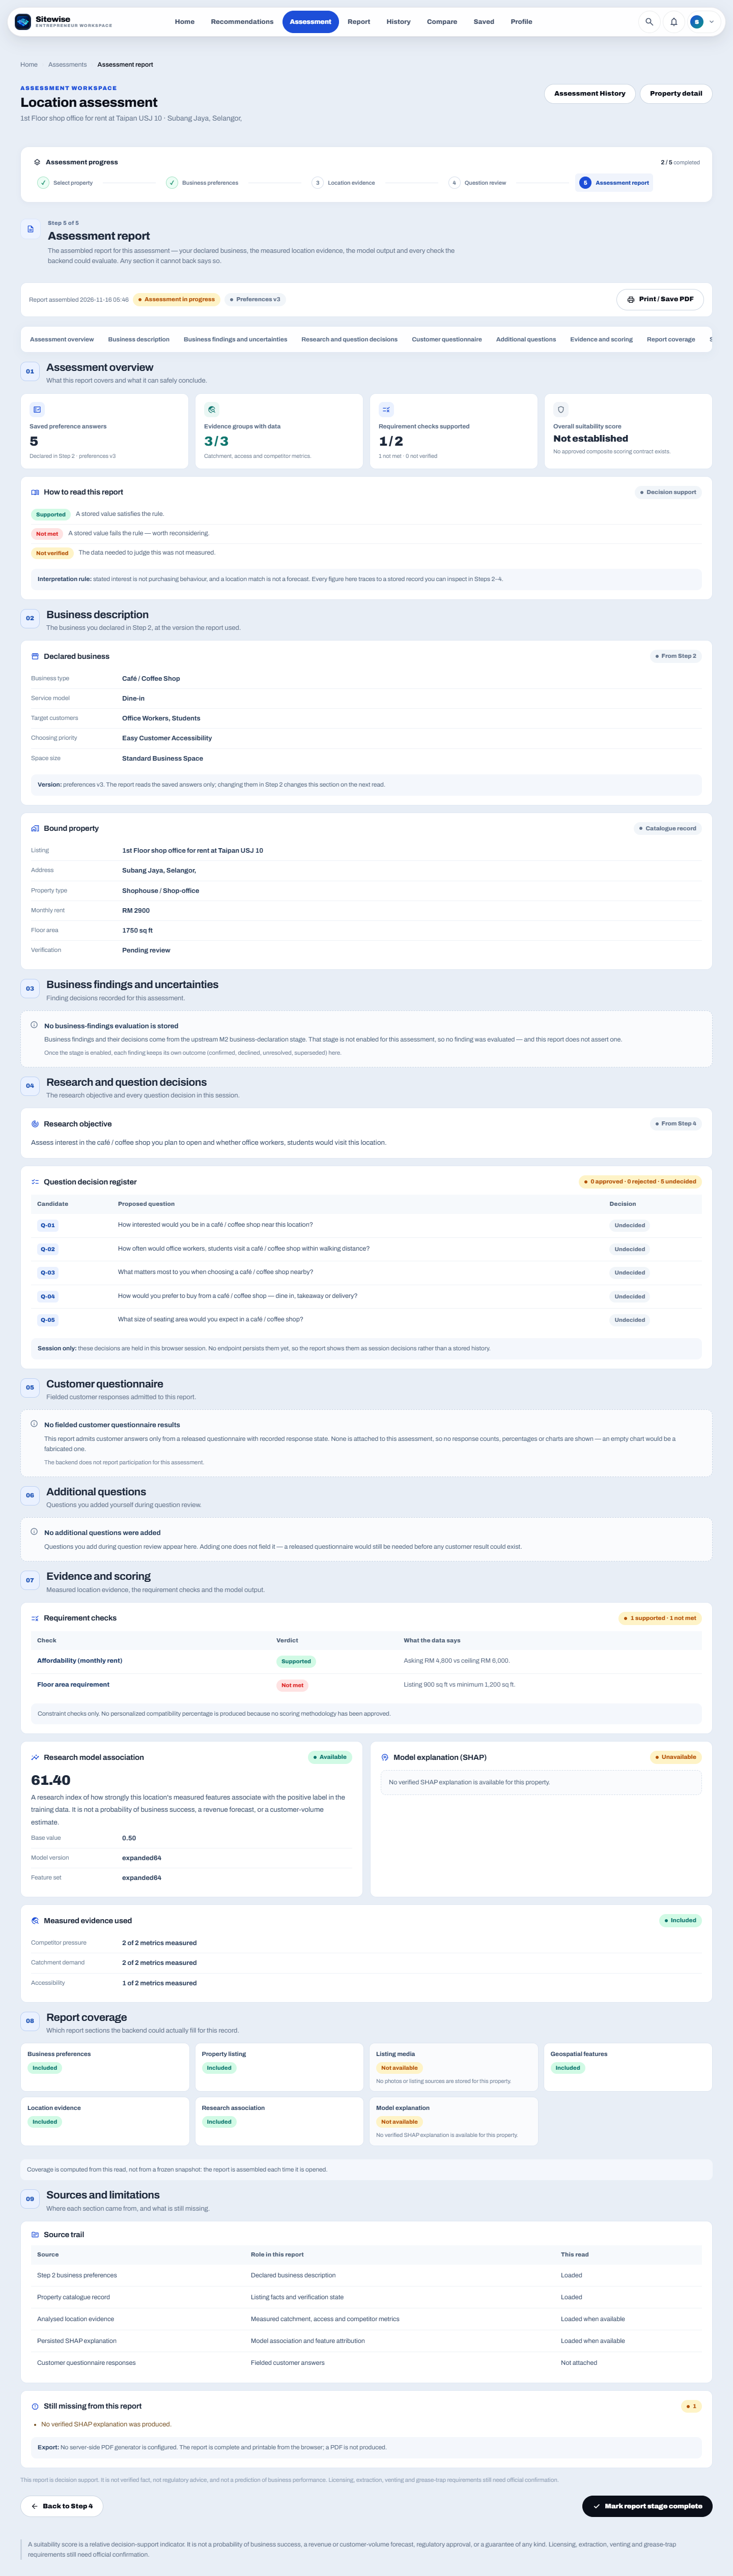 Sitewise
ENTREPRENEUR WORKSPACE
Home Recommendations Assessment Report History Compare Saved Profile
Home Assessments Assessment report
ASSESSMENT WORKSPACE
Location assessment
1st Floor shop office for rent at Taipan USJ 10 · Subang Jaya, Selangor,
Assessment History Property detail
Assessment progress
2 / 5 completed
Select property Business preferences 3 Location evidence 4 Question review 5 Assessment report
Step 5 of 5
Assessment report
The assembled report for this assessment — your declared business, the measured location evidence, the model output and every check the
backend could evaluate. Any section it cannot back says so.
Report assembled 2026-11-16 05:46 Assessment in progress Preferences v3 Print / Save PDF
Assessment overview Business description Business findings and uncertainties Research and question decisions Customer questionnaire Additional questions Evidence and scoring Report coverage
01 Assessment overview
What this report covers and what it can safely conclude.
Saved preference answers
5
Declared in Step 2 · preferences v3
Evidence groups with data
3/3
Catchment, access and competitor metrics.
Requirement checks supported
1/2
1 not met · 0 not verified
Overall suitability score
Not established
No approved composite scoring contract exists.
How to read this report Decision support
Supported A stored value satisfies the rule.
Not met A stored value fails the rule — worth reconsidering.
Not verified The data needed to judge this was not measured.
Interpretation rule: stated interest is not purchasing behaviour, and a location match is not a forecast. Every figure here traces to a stored record you can inspect in Steps 2–4.
02 Business description
The business you declared in Step 2, at the version the report used.
Declared business From Step 2
Business type Café / Coffee Shop
Service model Dine-in
Target customers Office Workers, Students
Choosing priority Easy Customer Accessibility
Space size Standard Business Space
Version: preferences v3. The report reads the saved answers only; changing them in Step 2 changes this section on the next read.
Bound property Catalogue record
Listing 1st Floor shop office for rent at Taipan USJ 10
Address Subang Jaya, Selangor,
Property type Shophouse / Shop-office
Monthly rent RM 2900
Floor area 1750 sq ft
Verification Pending review
03 Business findings and uncertainties
Finding decisions recorded for this assessment.
No business-findings evaluation is stored
Business findings and their decisions come from the upstream M2 business-declaration stage. That stage is not enabled for this assessment, so no finding was evaluated — and this report does not assert one.
Once the stage is enabled, each finding keeps its own outcome (confirmed, declined, unresolved, superseded) here.
04 Research and question decisions
The research objective and every question decision in this session.
Research objective From Step 4
Assess interest in the café / coffee shop you plan to open and whether office workers, students would visit this location.
Question decision register 0 approved · 0 rejected · 5 undecided
Candidate Proposed question Decision
Q-01 How interested would you be in a café / coffee shop near this location? Undecided
Q-02 How often would office workers, students visit a café / coffee shop within walking distance? Undecided
Q-03 What matters most to you when choosing a café / coffee shop nearby? Undecided
Q-04 How would you prefer to buy from a café / coffee shop — dine in, takeaway or delivery? Undecided
Q-05 What size of seating area would you expect in a café / coffee shop? Undecided
Session only: these decisions are held in this browser session. No endpoint persists them yet, so the report shows them as session decisions rather than a stored history.
05 Customer questionnaire
Fielded customer responses admitted to this report.
No fielded customer questionnaire results
This report admits customer answers only from a released questionnaire with recorded response state. None is attached to this assessment, so no response counts, percentages or charts are shown — an empty chart would be a
fabricated one.
The backend does not report participation for this assessment.
06 Additional questions
Questions you added yourself during question review.
No additional questions were added
Questions you add during question review appear here. Adding one does not field it — a released questionnaire would still be needed before any customer result could exist.
07 Evidence and scoring
Measured location evidence, the requirement checks and the model output.
Requirement checks 1 supported · 1 not met
Check Verdict What the data says
Affordability (monthly rent) Supported Asking RM 4,800 vs ceiling RM 6,000.
Floor area requirement Not met Listing 900 sq ft vs minimum 1,200 sq ft.
Constraint checks only. No personalized compatibility percentage is produced because no scoring methodology has been approved.
Research model association Available
61.40
A research index of how strongly this location's measured features associate with the positive label in the
training data. It is not a probability of business success, a revenue forecast, or a customer-volume
estimate.
Base value 0.50
Model version expanded64
Feature set expanded64
Model explanation (SHAP) Unavailable
No verified SHAP explanation is available for this property.
Measured evidence used Included
Competitor pressure 2 of 2 metrics measured
Catchment demand 2 of 2 metrics measured
Accessibility 1 of 2 metrics measured
08 Report coverage
Which report sections the backend could actually fill for this record.
Business preferences
Included
Property listing
Included
Listing media
Not available
No photos or listing sources are stored for this property.
Geospatial features
Included
Location evidence
Included
Research association
Included
Model explanation
Not available
No verified SHAP explanation is available for this property.
Coverage is computed from this read, not from a frozen snapshot: the report is assembled each time it is opened.
09 Sources and limitations
Where each section came from, and what is still missing.
Source trail
Source Role in this report This read
Step 2 business preferences Declared business description Loaded
Property catalogue record Listing facts and verification state Loaded
Analysed location evidence Measured catchment, access and competitor metrics Loaded when available
Persisted SHAP explanation Model association and feature attribution Loaded when available
Customer questionnaire responses Fielded customer answers Not attached
Still missing from this report 1
No verified SHAP explanation was produced.
Export: No server-side PDF generator is configured. The report is complete and printable from the browser; a PDF is not produced.
This report is decision support. It is not verified fact, not regulatory advice, and not a prediction of business performance. Licensing, extraction, venting and grease-trap requirements still need official confirmation.
Back to Step 4 Mark report stage complete
A suitability score is a relative decision-support indicator. It is not a probability of business success, a revenue or customer-volume forecast, regulatory approval, or a guarantee of any kind. Licensing, extraction, venting and grease-trap
requirements still need official confirmation.